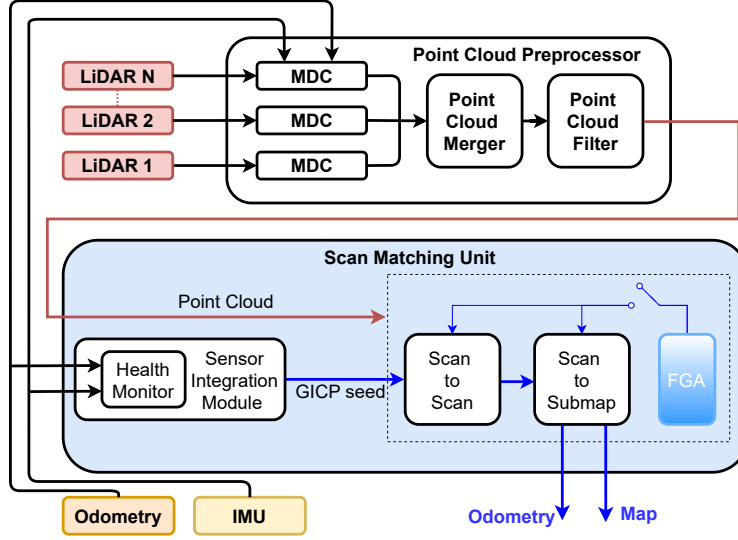 Point Cloud Preprocessor
LiDAR N
MDC
LiDAR 2
MDC
LiDAR 1
MDC
Point
Cloud
Merger
Point
Cloud
Filter
Scan Matching Unit
Point Cloud
Health
Monitor
Sensor
Integration
Module
GICP seed
Scan
to
Scan
Scan
to
Submap
FGA
Odometry
IMU
Odometry
Map